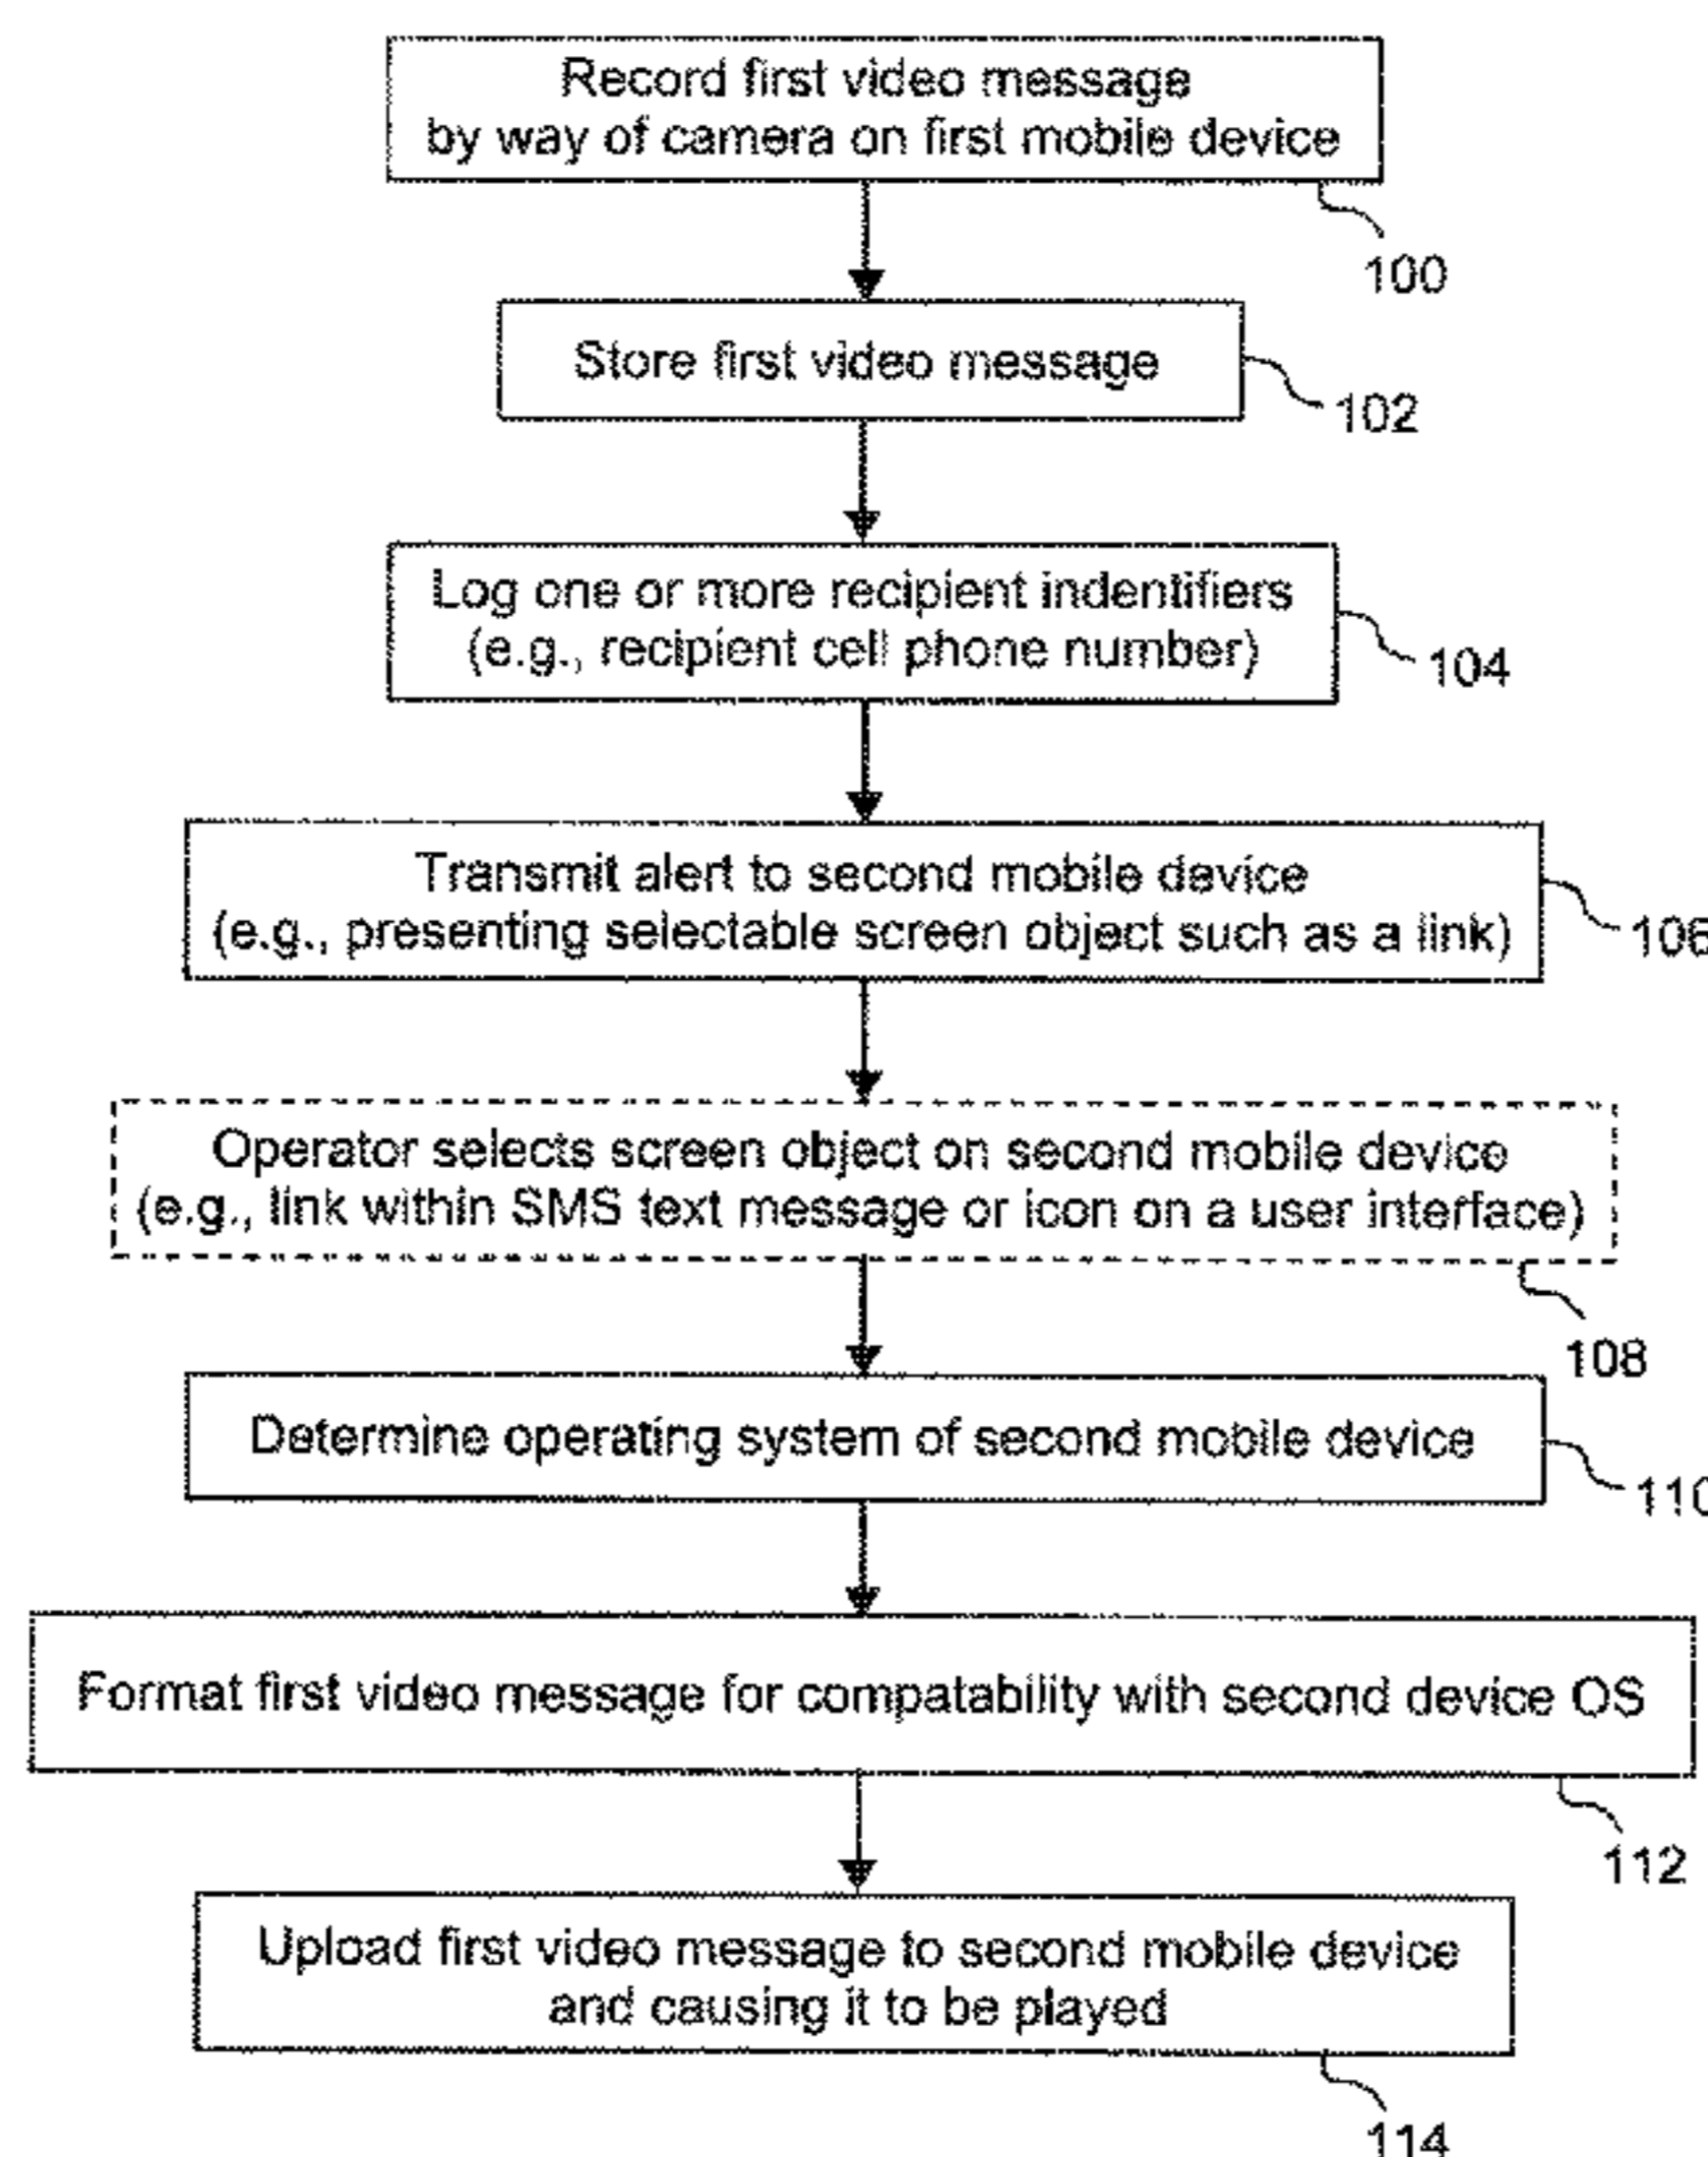 Record first video message
by way of camera on first mobile device
100
Store first video message
102
Log one or more recipient indentifiers
(e.g., recipient cell phone number)
104
Transmit alert to second mobile device
(e.g., presenting selectable screen object such as a link)
106
Operator selects screen object on second mobile device
(e.g., link within SMS text message or icon on a user interface)
108
Determine operating system of second mobile device
110
Format first video message for compatability with second device OS
112
Upload first video message to second mobile device
and causing it to be played
114